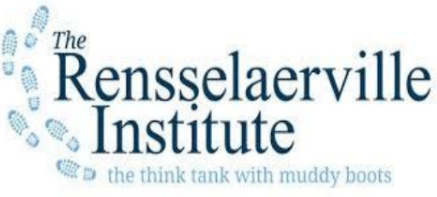 The
Rensselaerville
Institute
the think tank with muddy boots